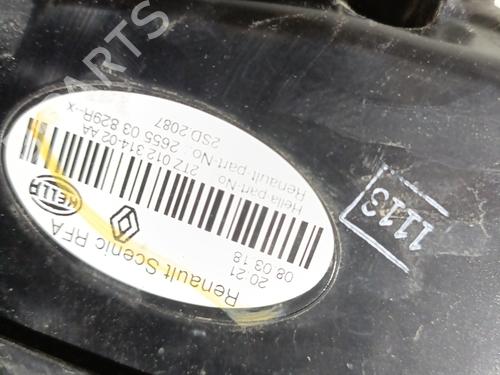 Renault Scenic RFA
20:21
08 03 18
HELLA
Hella-part-No. 2TZ 012 314-02 AA
Renault-part-No. 2655 03 829R--X
2SD 2087
1113
PARTS